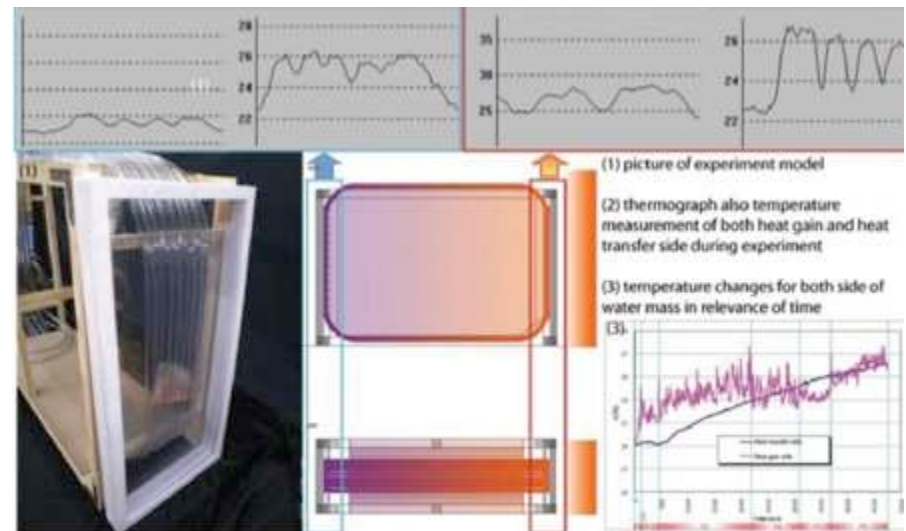 28
26
24
22
35
30
25
26
24
22
(1)
(1) picture of experiment model
(2) thermograph also temperature
measurement of both heat gain and heat
transfer side during experiment
(3) temperature changes for both side of
water mass in relevance of time
(3)